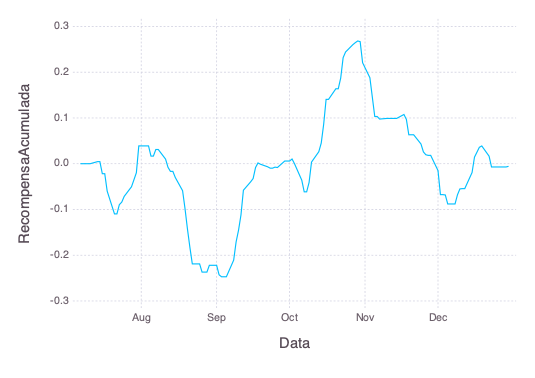 RecompensaAcumulada
0.3
0.2
0.1
0.0
-0.1
-0.2
-0.3
Aug Sep Oct Nov Dec
Data